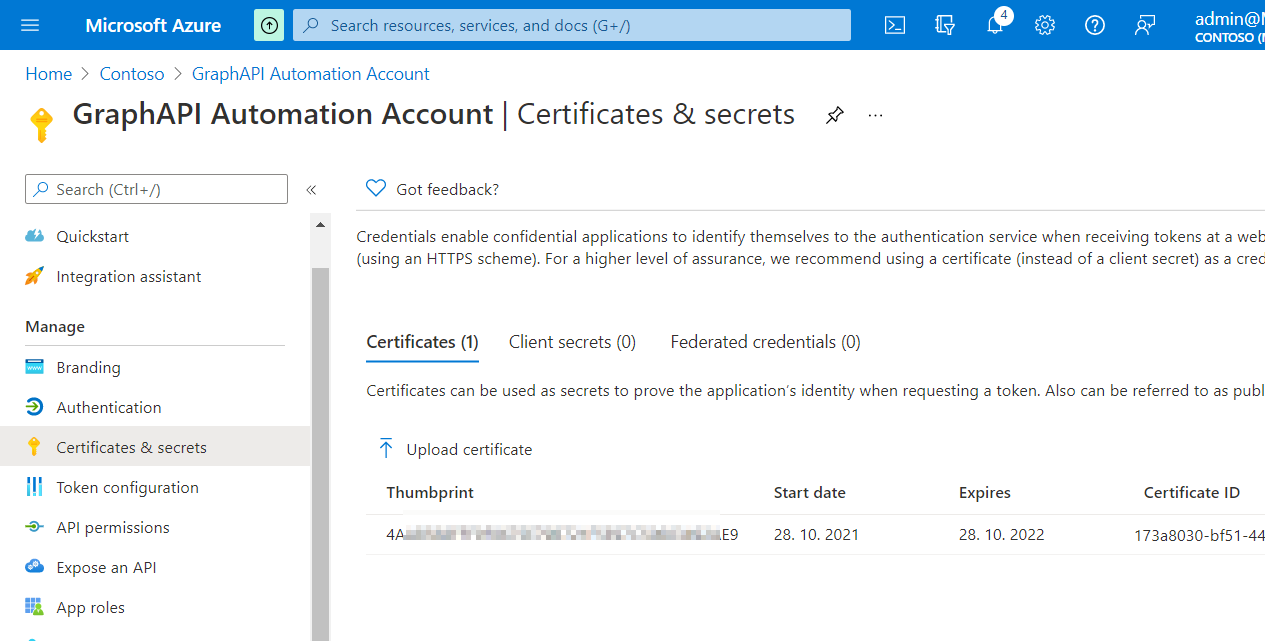 Microsoft Azure
Search resources, services, and docs (G+/)
4
admin@
CONTOSO (
Home > Contoso > GraphAPI Automation Account
GraphAPI Automation Account | Certificates & secrets
...
Search (Ctrl+/)
«
Got feedback?
Quickstart
Integration assistant
Manage
Branding
Authentication
Certificates & secrets
Token configuration
API permissions
Expose an API
App roles
Credentials enable confidential applications to identify themselves to the authentication service when receiving tokens at a web
(using an HTTPS scheme). For a higher level of assurance, we recommend using a certificate (instead of a client secret) as a cred
Certificates (1) Client secrets (0) Federated credentials (0)
Certificates can be used as secrets to prove the application's identity when requesting a token. Also can be referred to as publ
Upload certificate
Thumbprint Start date Expires Certificate ID
4A E9 28. 10. 2021 28. 10. 2022 173a8030-bf51-44